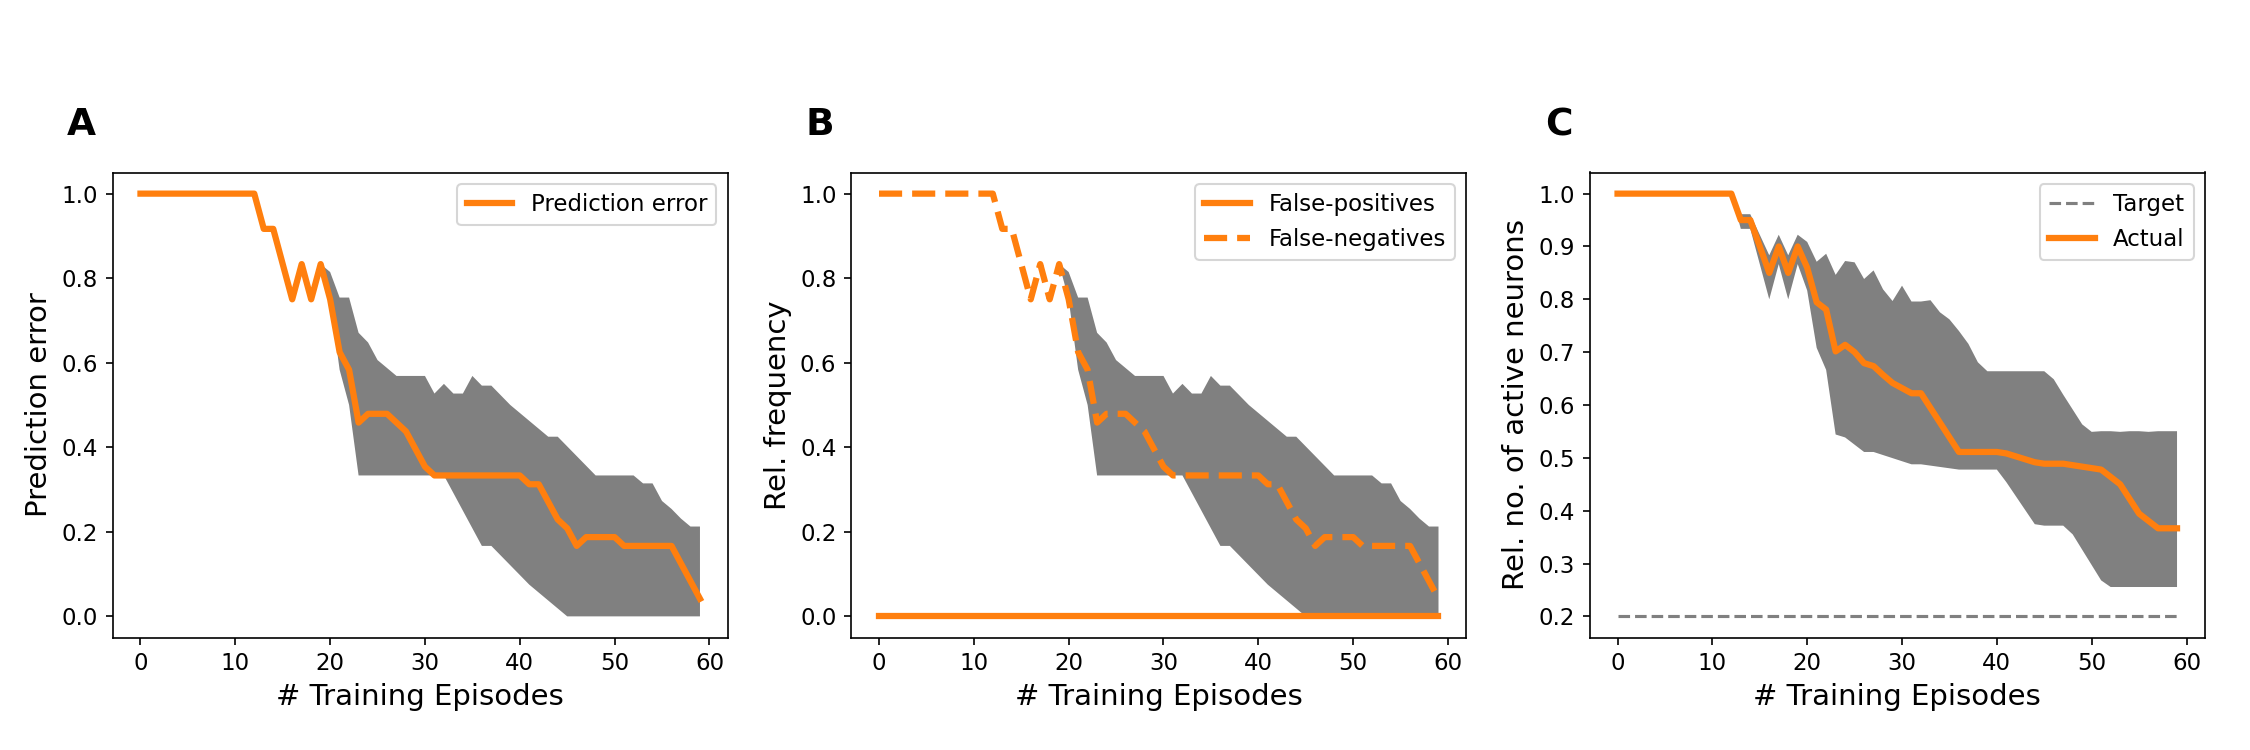 A
B
C
Prediction error
1.0
0.8
0.6
0.4
0.2
0.0
Prediction error
0 10 20 30 40 50 60
# Training Episodes
Rel. frequency
1.0
0.8
0.6
0.4
0.2
0.0
False-positives
False-negatives
0 10 20 30 40 50 60
# Training Episodes
Rel. no. of active neurons
1.0
0.9
0.8
0.7
0.6
0.5
0.4
0.3
0.2
Target
Actual
0 10 20 30 40 50 60
# Training Episodes